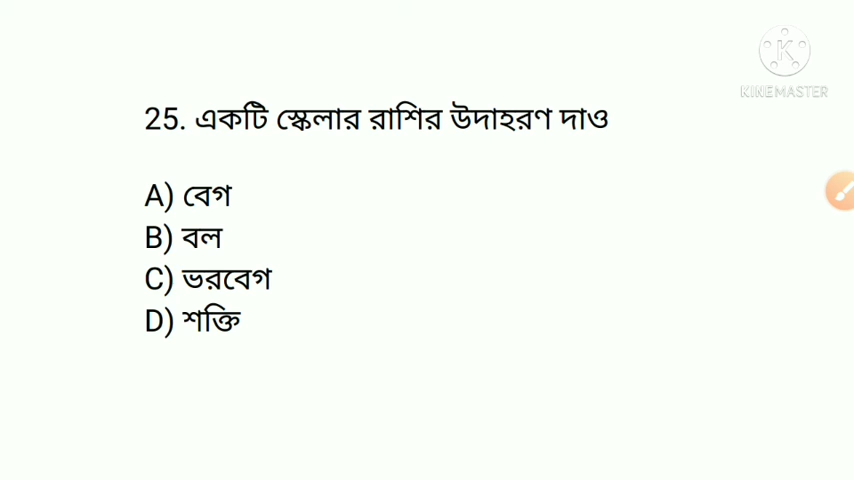 25. একটি স্কেলার রাশির উদাহরণ দাও
A) বেগ
B) বল
C) ভরবেগ
D) শক্তি
KINEMASTER